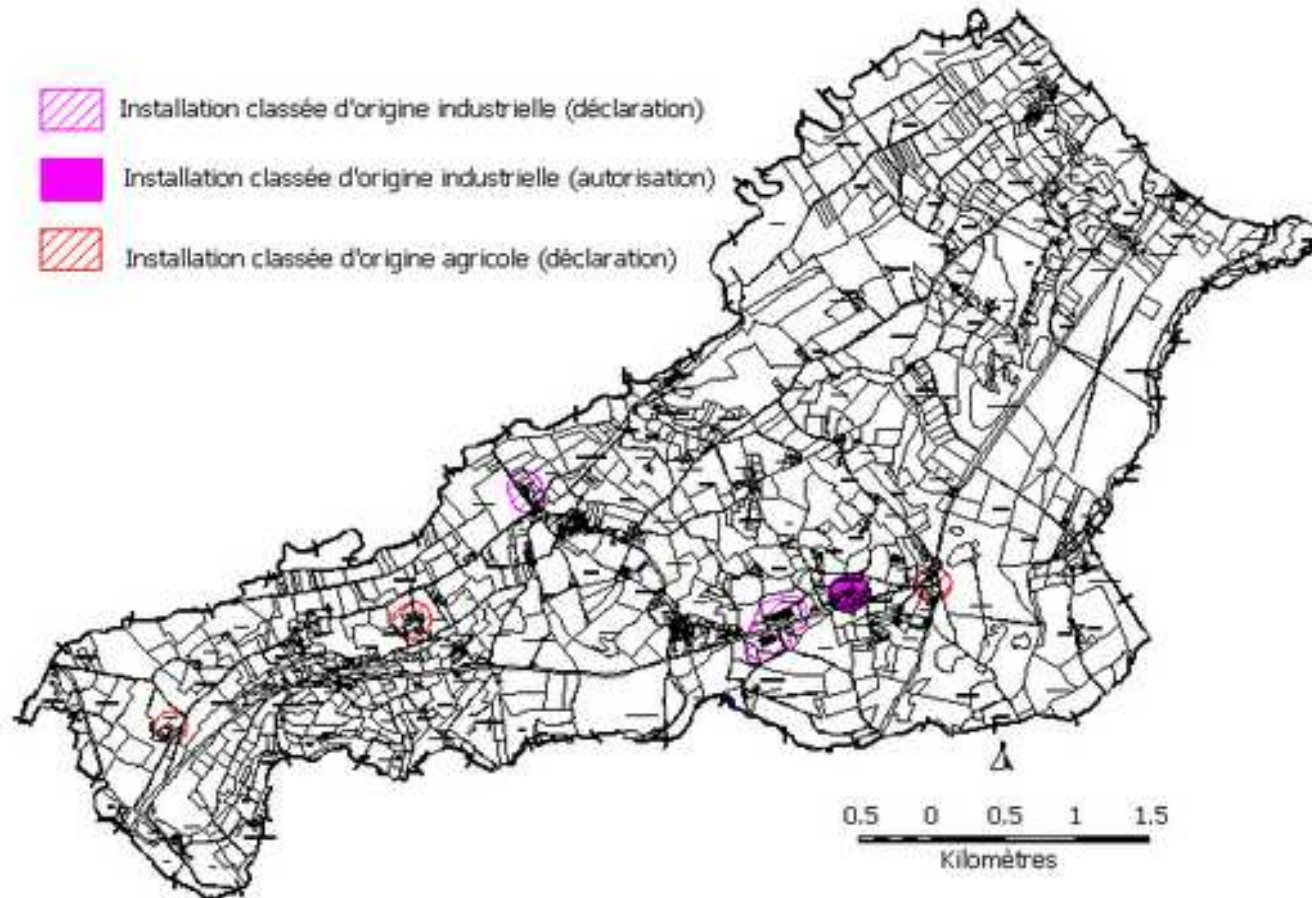 Installation classée d'origine industrielle (déclaration)
Installation classée d'origine industrielle (autorisation)
Installation classée d'origine agricole (déclaration)
0.5 0 0.5 1 1.5
Kilomètres